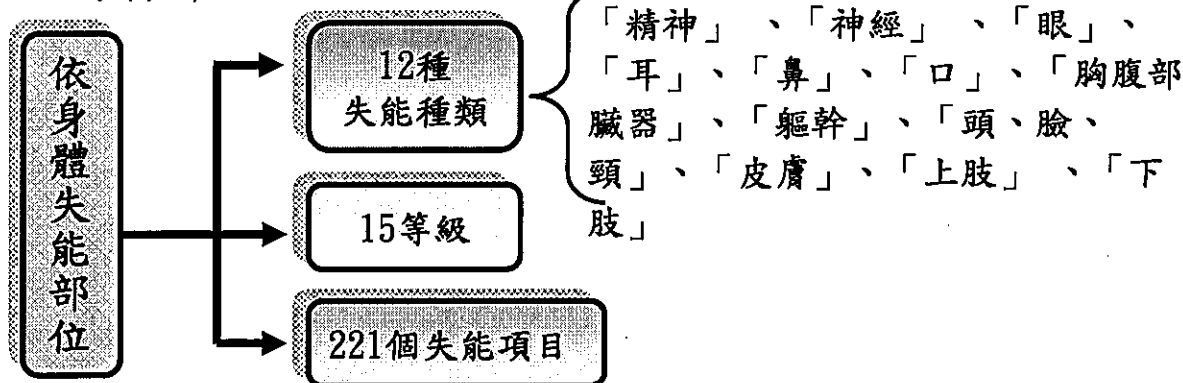 依身體失能部位
12種
失能種類
「精神」、「神經」、「眼」、
「耳」、「鼻」、「口」、「胸腹部
臟器」、「軀幹」、「頭、臉、
頸」、「皮膚」、「上肢」、「下
肢」
15等級
221個失能項目